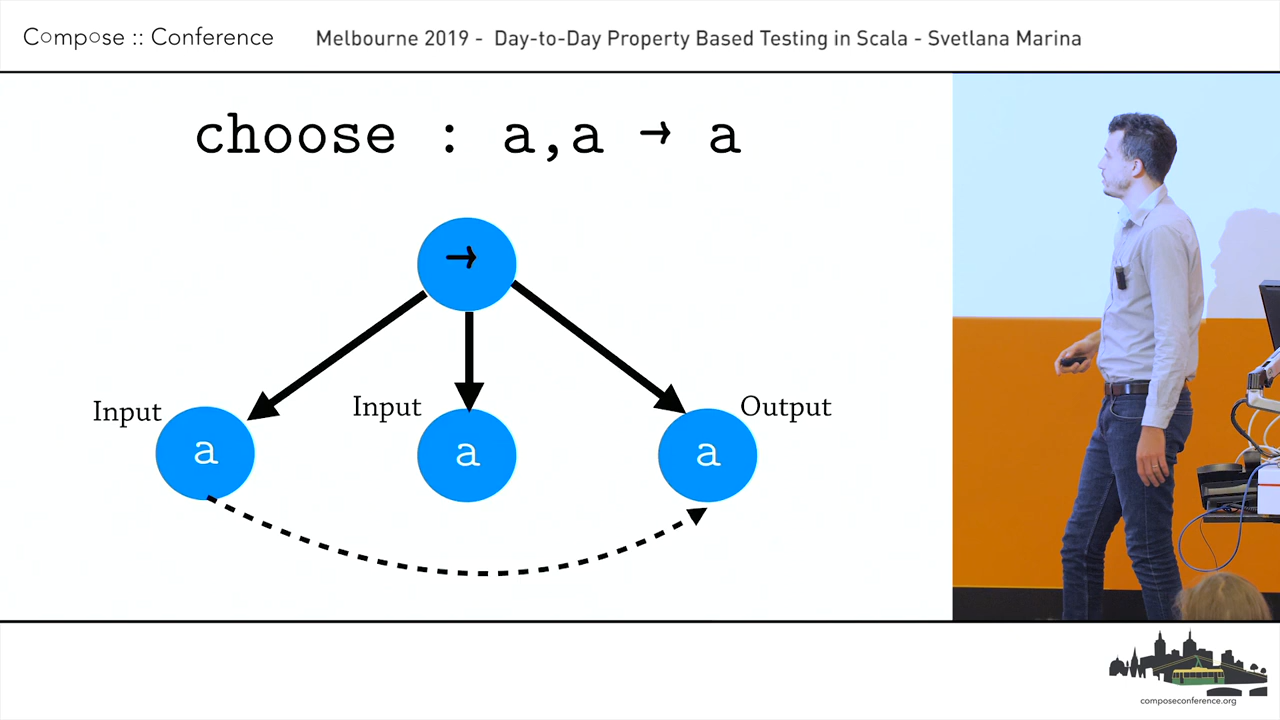 Compose :: Conference
Melbourne 2019 - Day-to-Day Property Based Testing in Scala - Svetlana Marina
choose : a,a → a
→
Input
Input
Output
a
a
a
composeconference.org